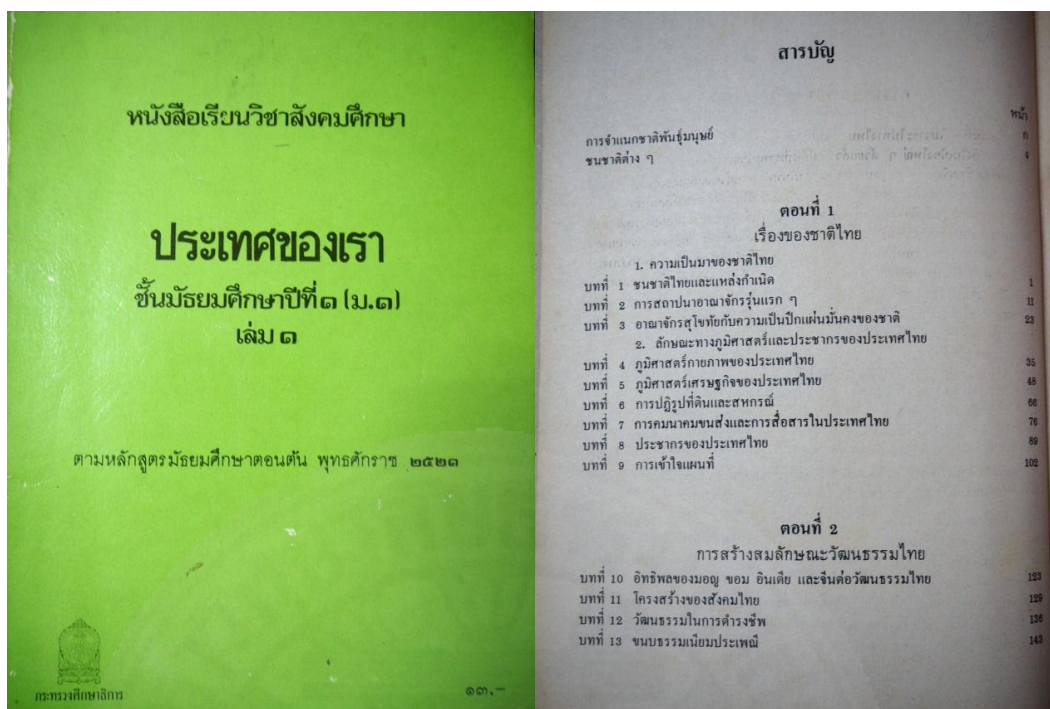 หนังสือเรียนวิชาสังคมศึกษา
ประเทศของเรา
ชั้นมัธยมศึกษาปีที่ ๑ (ม.๑)
เล่ม ๑
ตามหลักสูตรมัธยมศึกษาตอนต้น พุทธศักราช ๒๕๒๑
กระทรวงศึกษาธิการ
๑๓.-
สารบัญ
หน้า
การจำแนกชาติพันธุ์มนุษย์ ก
ชนชาติต่าง ๆ
ตอนที่ 1
เรื่องของชาติไทย
1. ความเป็นมาของชาติไทย
บทที่ 1 ชนชาติไทยและแหล่งกำเนิด 1
บทที่ 2 การสถาปนาอาณาจักรรุ่นแรก ๆ 11
บทที่ 3 อาณาจักรสุโขทัยกับความเป็นปึกแผ่นมั่นคงของชาติ 23
2. ลักษณะทางภูมิศาสตร์และประชากรของประเทศไทย
บทที่ 4 ภูมิศาสตร์กายภาพของประเทศไทย 35
บทที่ 5 ภูมิศาสตร์เศรษฐกิจของประเทศไทย 48
บทที่ 6 การปฏิรูปที่ดินและสหกรณ์ 66
บทที่ 7 การคมนาคมขนส่งและการสื่อสารในประเทศไทย 76
บทที่ 8 ประชากรของประเทศไทย 89
บทที่ 9 การเข้าใจแผนที่ 102
ตอนที่ 2
การสร้างสมลักษณะวัฒนธรรมไทย
บทที่ 10 อิทธิพลของมอญ ขอม อินเดีย และจีนต่อวัฒนธรรมไทย 123
บทที่ 11 โครงสร้างของสังคมไทย 129
บทที่ 12 วัฒนธรรมในการดำรงชีพ 136
บทที่ 13 ขนบธรรมเนียมประเพณี 143